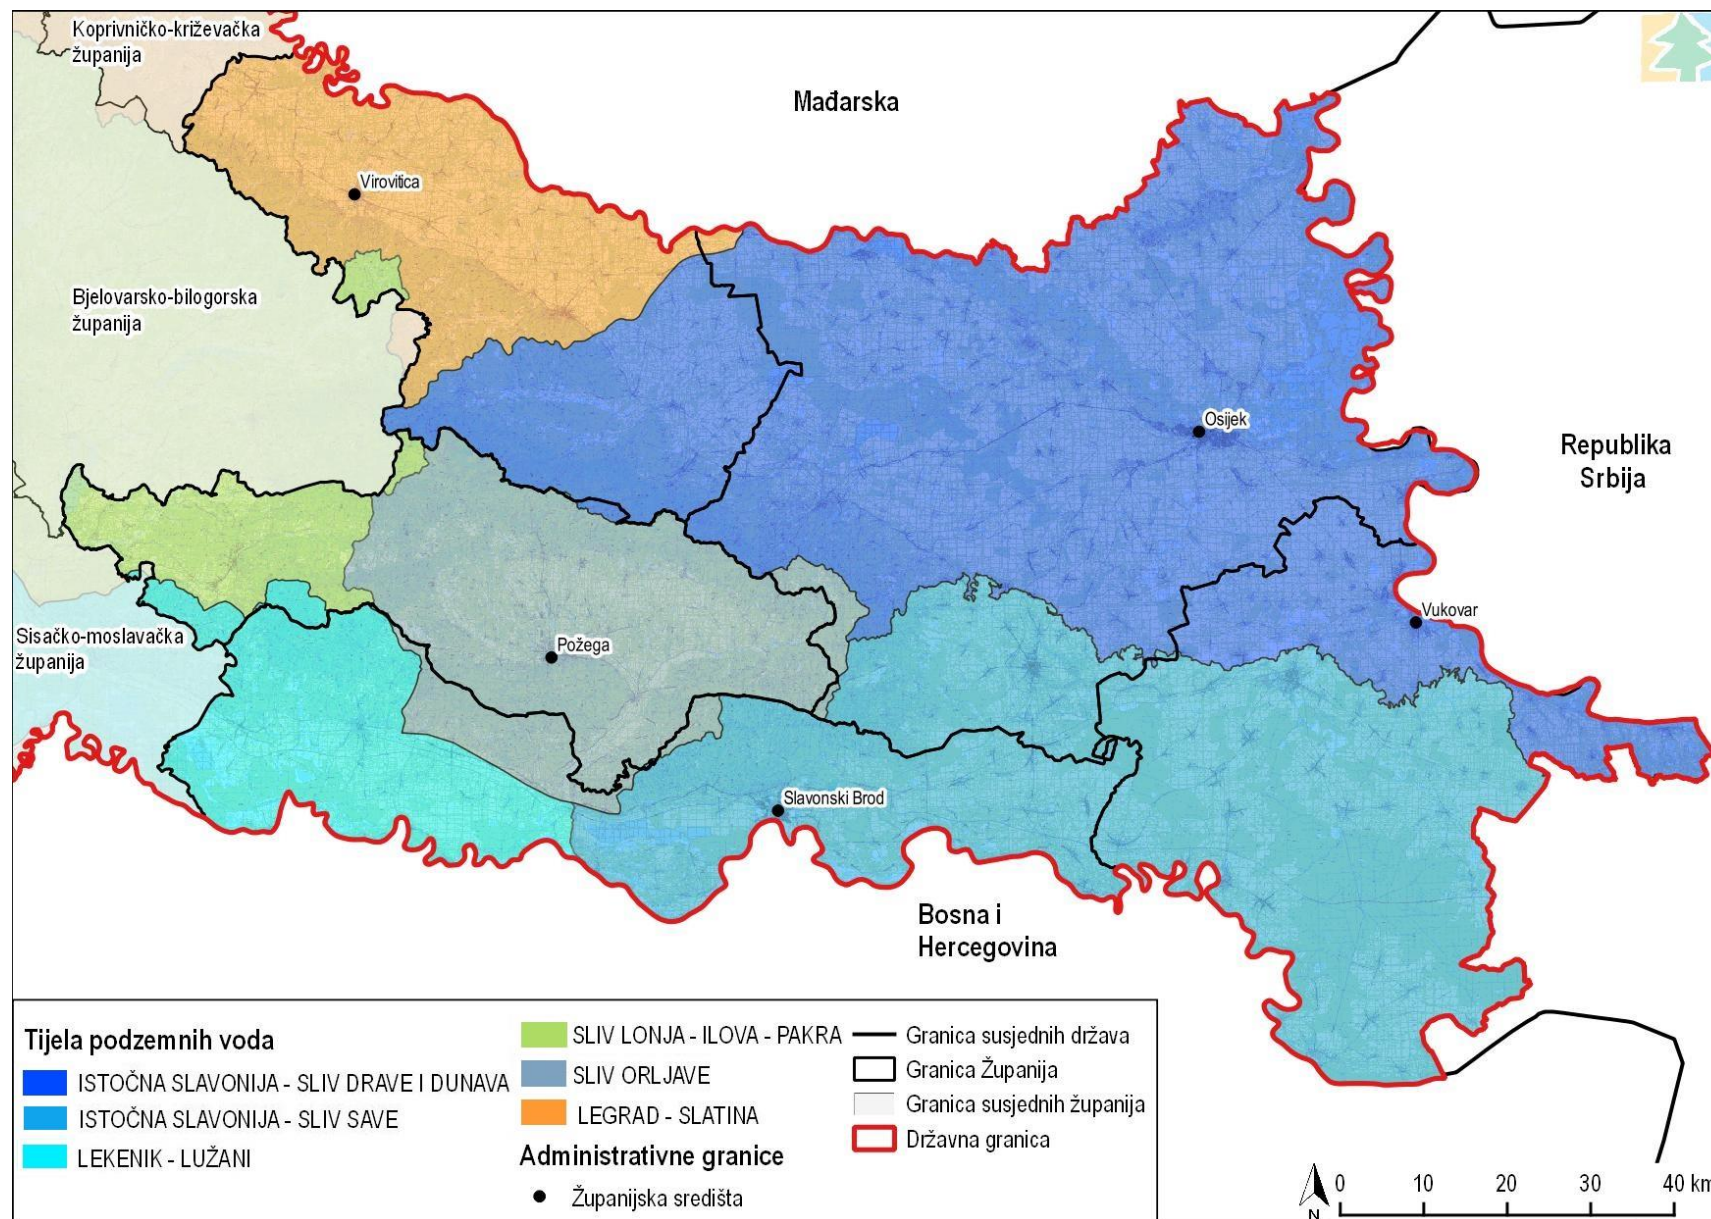 Koprivničko-križevačka
županija
Mađarska
Virovitica
Bjelovarsko-bilogorska
županija
Osijek
Republika
Srbija
Vukovar
Sisačko-moslavačka
županija
Požega
Slavonski Brod
Bosna i
Hercegovina
Tijela podzemnih voda
ISTOČNA SLAVONIJA - SLIV DRAVE I DUNAVA
ISTOČNA SLAVONIJA - SLIV SAVE
LEKENIK - LUŽANI
SLIV LONJA - ILOVA - PAKRA
SLIV ORLJAVE
LEGRAD - SLATINA
Administrativne granice
Županijska središta
Granica susjednih država
Granica Županija
Granica susjednih županija
Državna granica
N
0 10 20 30 40 km